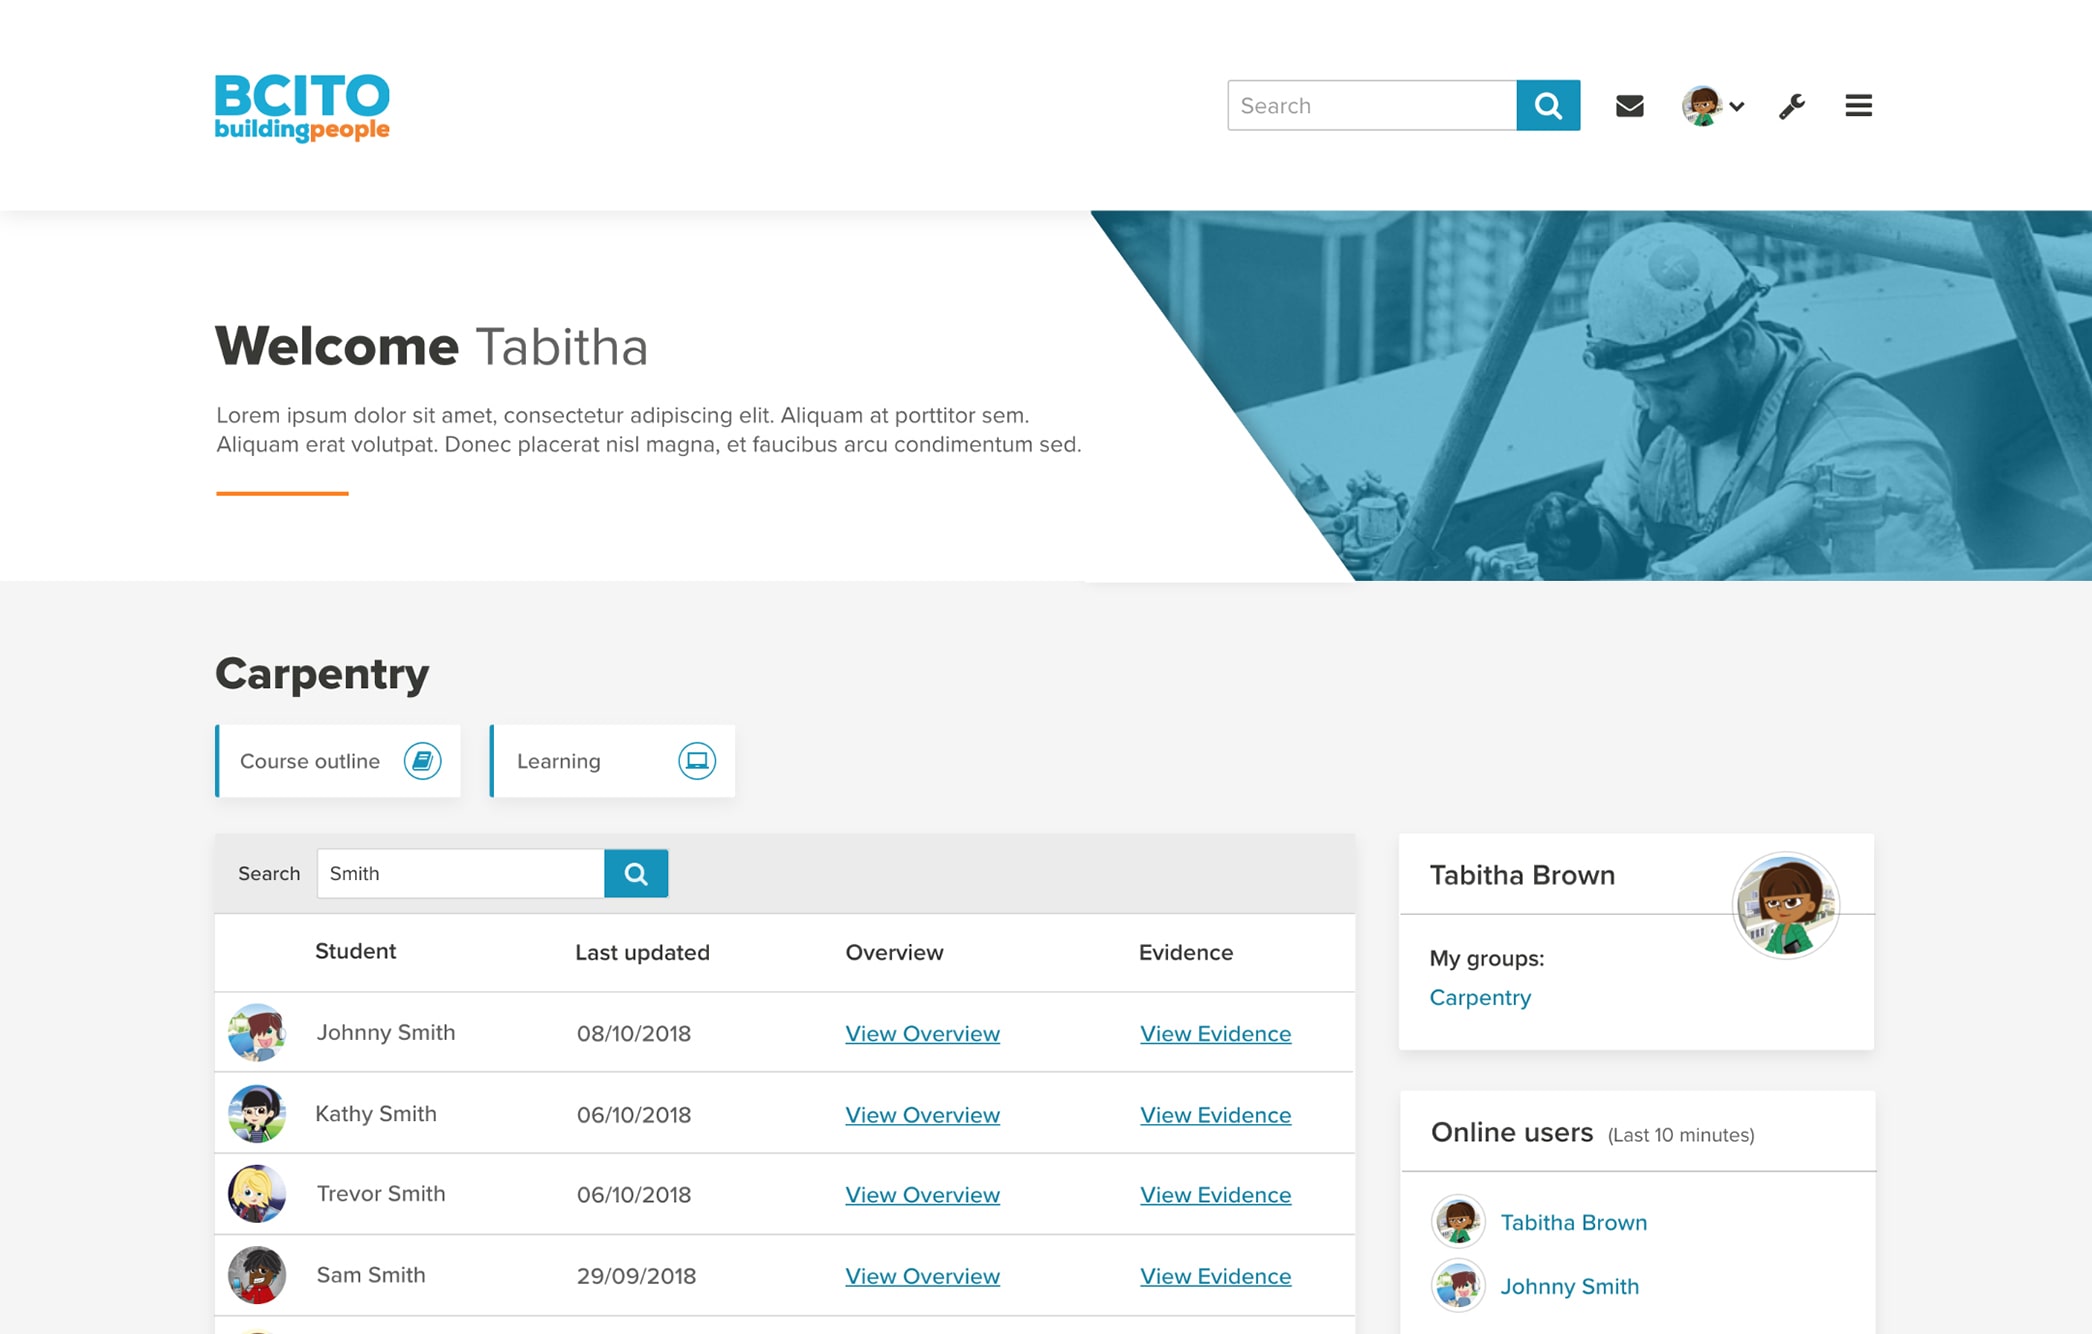 BCITO
buildingpeople
Search
Welcome Tabitha
Lorem ipsum dolor sit amet, consectetur adipiscing elit. Aliquam at porttitor sem.
Aliquam erat volutpat. Donec placerat nisl magna, et faucibus arcu condimentum sed.
Carpentry
Course outline
Learning
Search Smith
Student Last updated Overview Evidence
Johnny Smith 08/10/2018 View Overview View Evidence
Kathy Smith 06/10/2018 View Overview View Evidence
Trevor Smith 06/10/2018 View Overview View Evidence
Sam Smith 29/09/2018 View Overview View Evidence
Tabitha Brown
My groups:
Carpentry
Online users (Last 10 minutes)
Tabitha Brown
Johnny Smith